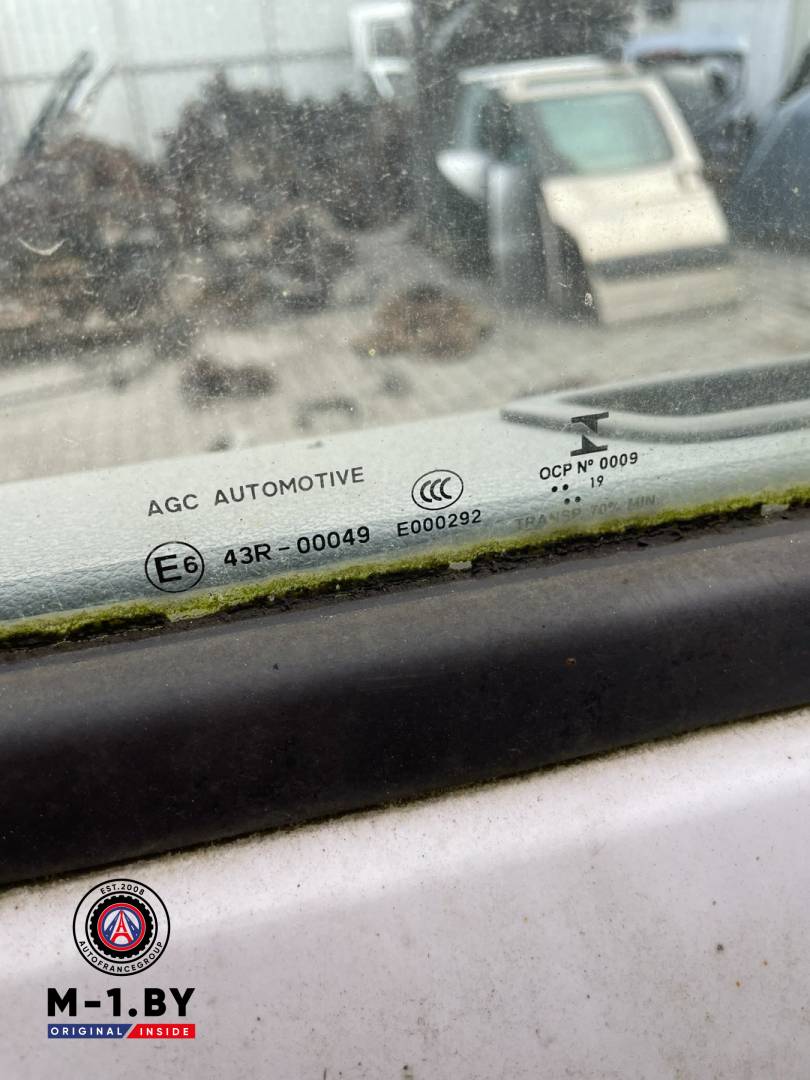 AGC AUTOMOTIVE
CCC
OCP Nº 0009
19
E6 43R-00049 E000292
TRANSP. 70% MIN.
EST.2008
AUTOFRANCEGROUP
M-1.BY
ORIGINAL INSIDE